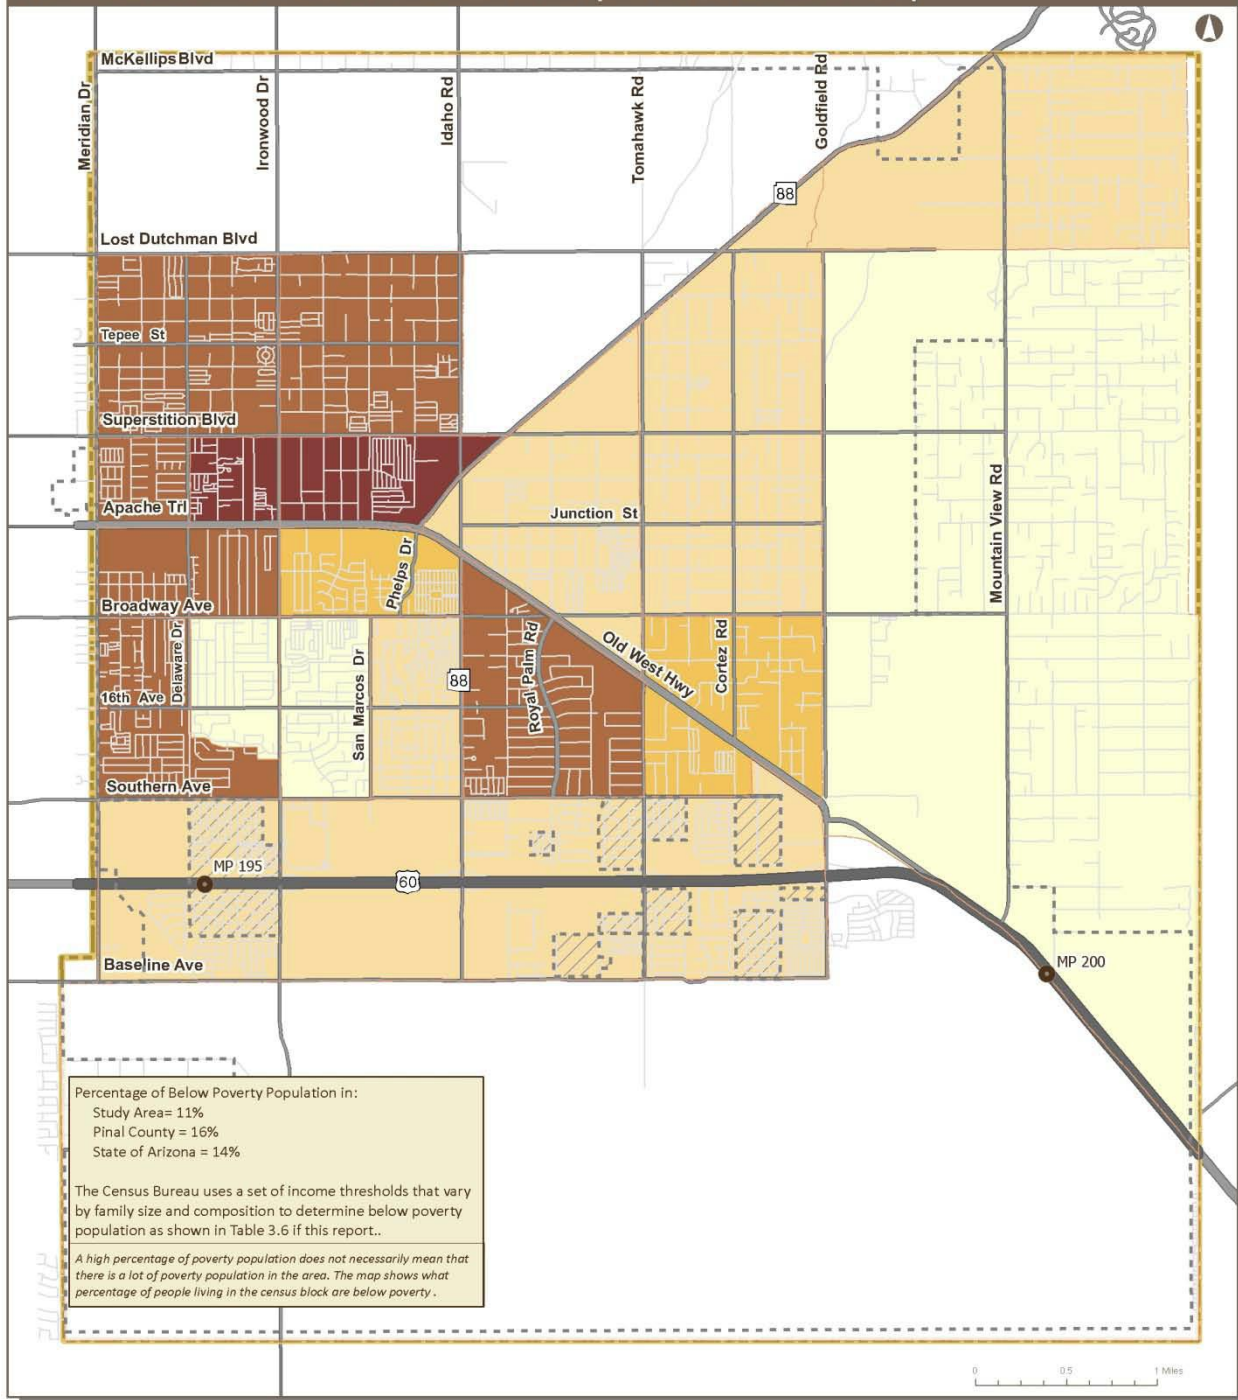 McKellips Blvd
Meridian Dr
Ironwood Dr
Idaho Rd
Tomahawk Rd
Goldfield Rd
88
Lost Dutchman Blvd
Tepee St
Superstition Blvd
Apache Trl
Junction St
Mountain View Rd
Phelps Dr
Broadway Ave
Delaware Dr
San Marcos Dr
88
Royal Palm Rd
Old West Hwy
Cortez Rd
16th Ave
Southern Ave
MP 195
60
Baseline Ave
MP 200
Percentage of Below Poverty Population in:
Study Area= 11%
Pinal County = 16%
State of Arizona = 14%
The Census Bureau uses a set of income thresholds that vary
by family size and composition to determine below poverty
population as shown in Table 3.6 if this report..
A high percentage of poverty population does not necessarily mean that
there is a lot of poverty population in the area. The map shows what
percentage of people living in the census block are below poverty .
0 0.5 1 Miles